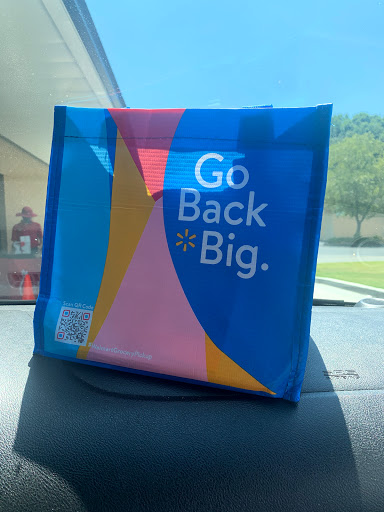 Go
Back
Big.
Scan QR Code